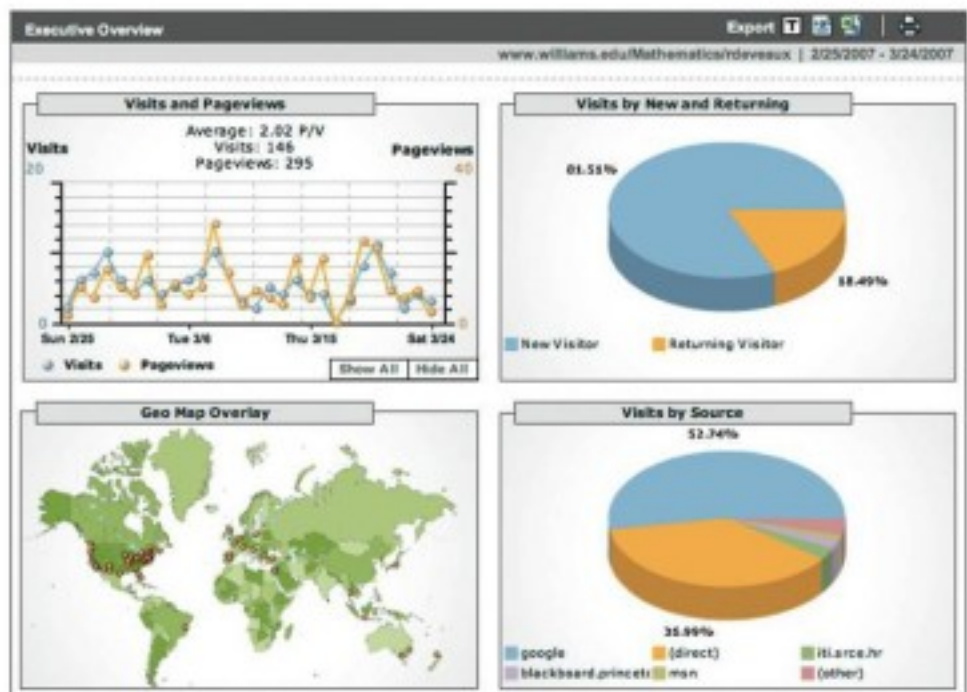 Executive Overview
Export T
www.williams.edu/Mathematics/rdeveaux | 2/25/2007 - 3/24/2007
Visits and Pageviews
Average: 2.02 P/V
Visits: 146
Pageviews: 295
Visits
Pageviews
20
40
0
0
Sun 2/25
Tue 3/6
Thu 3/15
Sat 3/24
Visits
Pageviews
Show All
Hide All
Visits by New and Returning
81.51%
18.49%
New Visitor
Returning Visitor
Geo Map Overlay
Visits by Source
52.74%
36.99%
google
(direct)
iti.srce.hr
blackboard.princet
msn
(other)